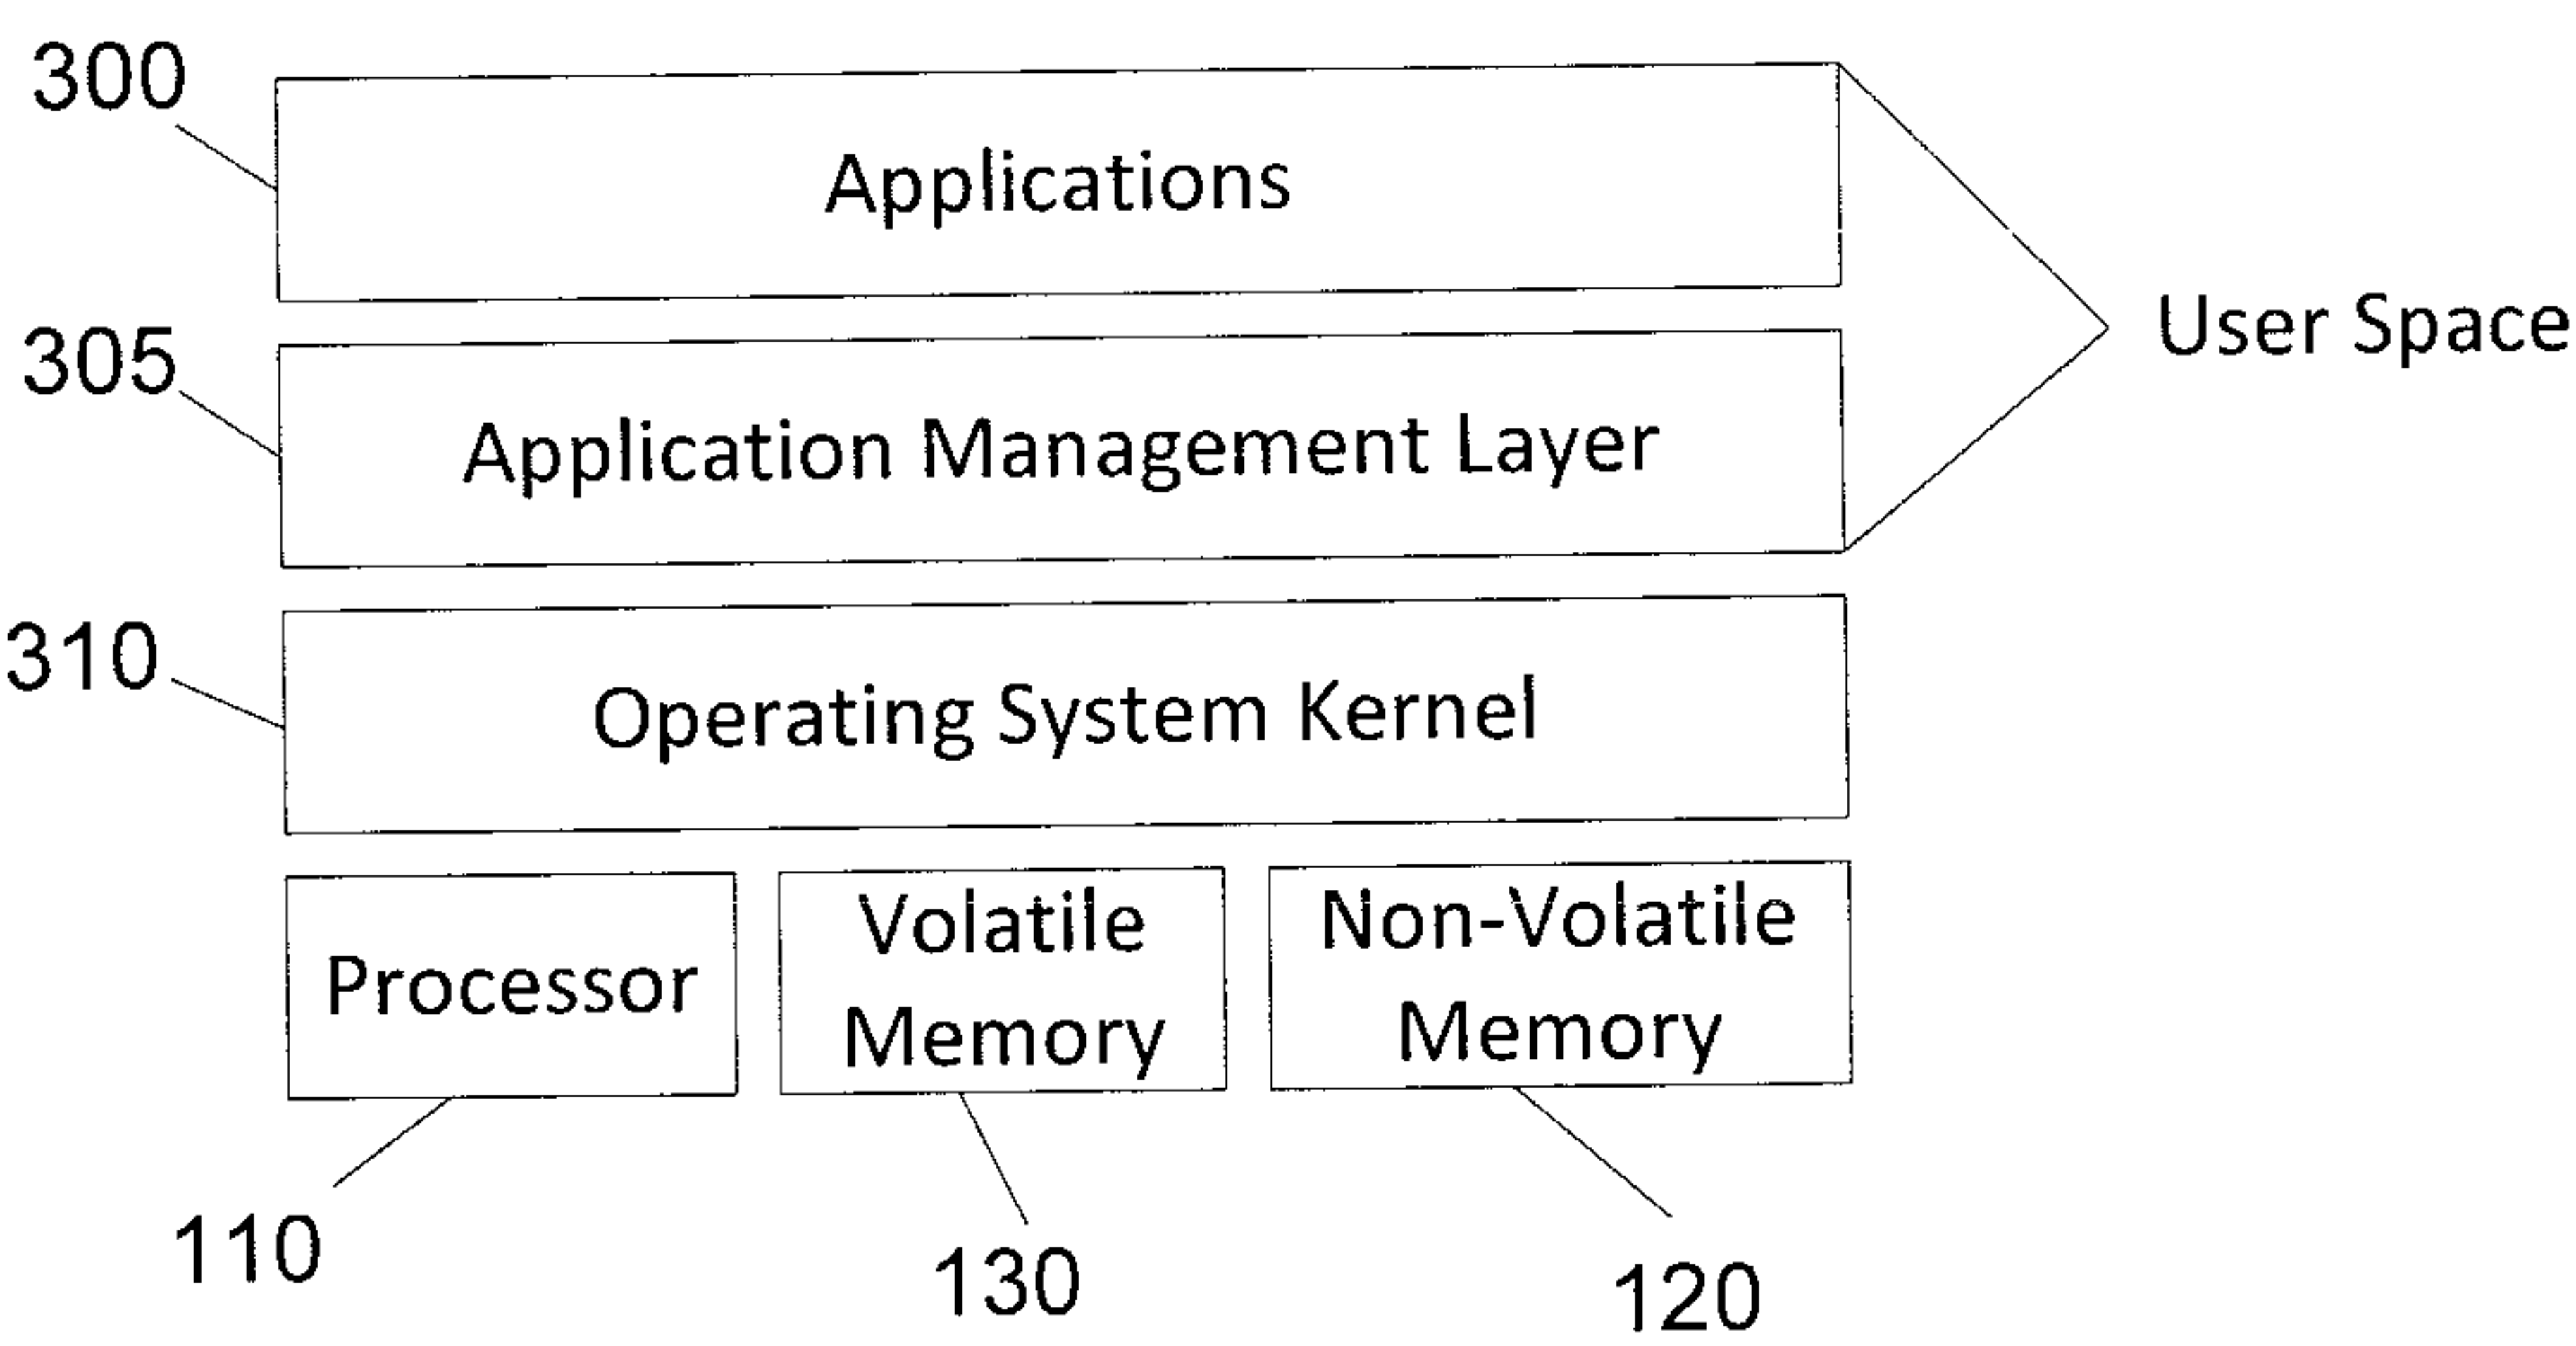 300
Applications
305
User Space
Application Management Layer
310
Operating System Kernel
Processor
Volatile
Memory
Non-Volatile
Memory
110
130
120